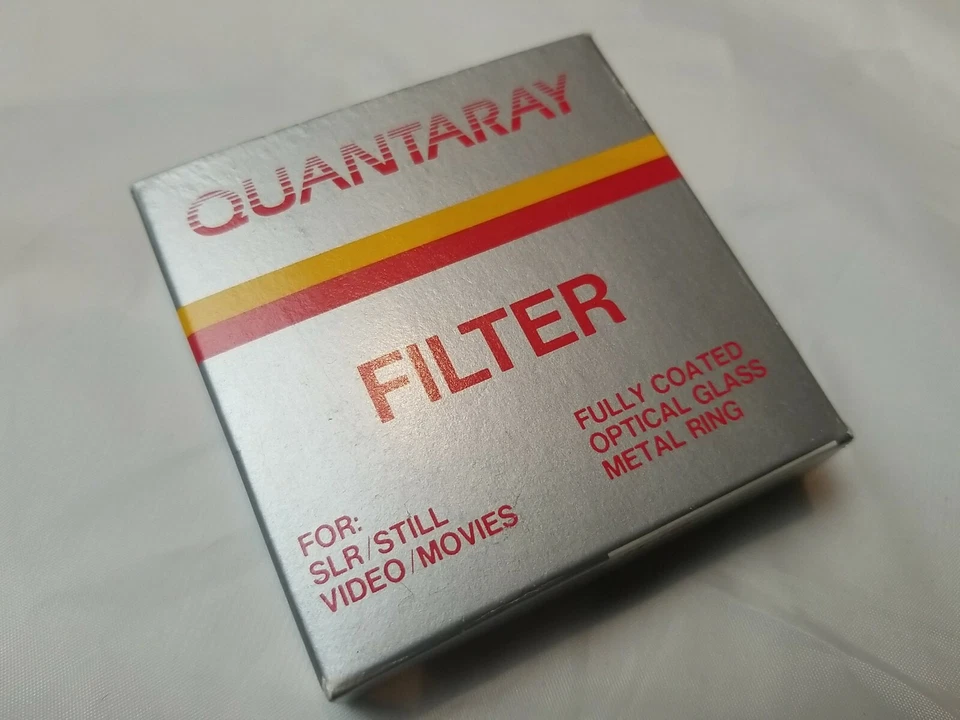 QUANTARAY
FILTER
FULLY COATED
OPTICAL GLASS
METAL RING
FOR:
SLR/STILL
VIDEO/MOVIES